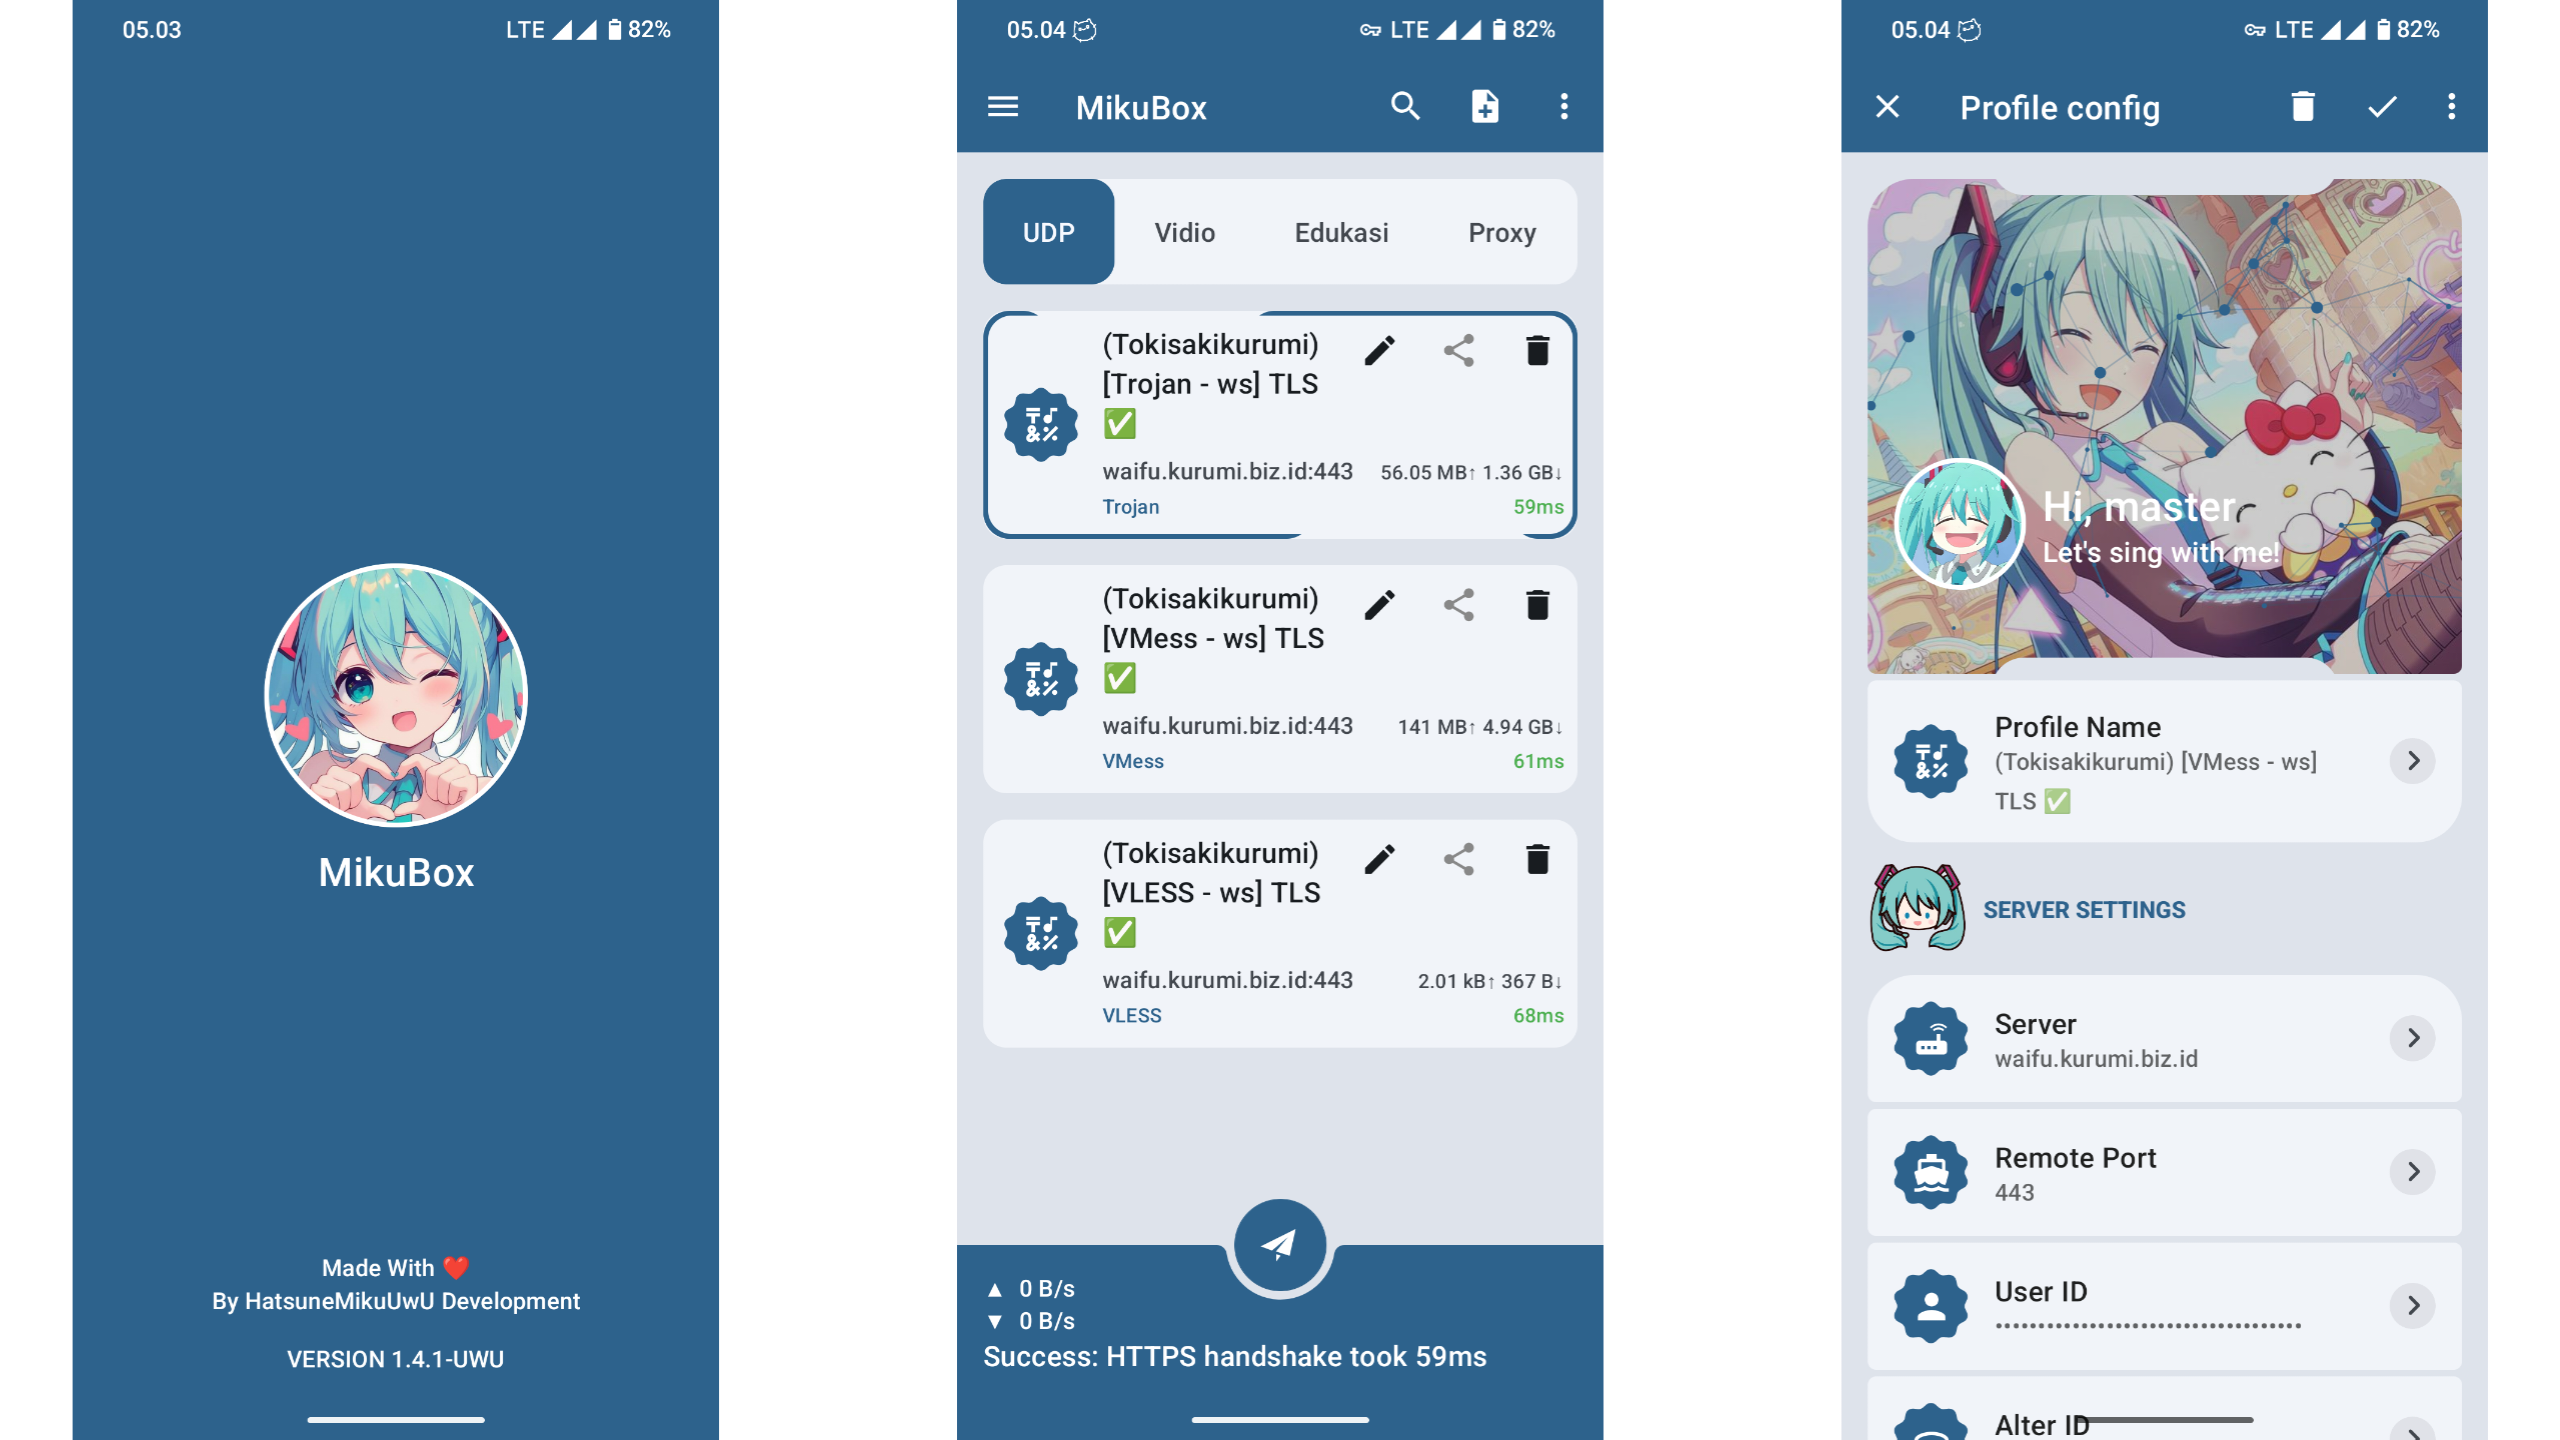 05.03
LTE 82%
MikuBox
Made With ❤️
By HatsuneMikuUwU Development
VERSION 1.4.1-UWU
05.04
LTE 82%
MikuBox
UDP
Vidio
Edukasi
Proxy
(Tokisakikurumi)
[Trojan - ws] TLS
✅
waifu.kurumi.biz.id:443
56.05 MB↑ 1.36 GB↓
Trojan
59ms
(Tokisakikurumi)
[VMess - ws] TLS
✅
waifu.kurumi.biz.id:443
141 MB↑ 4.94 GB↓
VMess
61ms
(Tokisakikurumi)
[VLESS - ws] TLS
✅
waifu.kurumi.biz.id:443
2.01 kB↑ 367 B↓
VLESS
68ms
▲ 0 B/s
▼ 0 B/s
Success: HTTPS handshake took 59ms
05.04
LTE 82%
Profile config
Hi, master
Let's sing with me!
Profile Name
(Tokisakikurumi) [VMess - ws]
TLS ✅
SERVER SETTINGS
Server
waifu.kurumi.biz.id
Remote Port
443
User ID
Alter ID